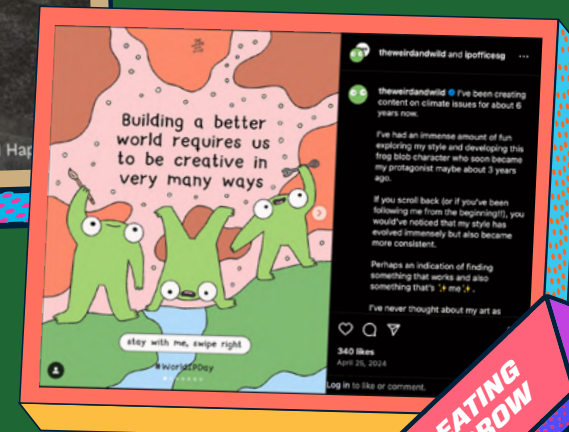 Building a better
world requires us
to be creative in
very many ways
stay with me, swipe right
#WorldIPDay
theweirdandwild and ipofficesg
theweirdandwild I've been creating
content on climate issues for about 6
years now.
I've had an immense amount of fun
exploring my style and developing this
frog blob character who soon became
my protagonist maybe about 3 years
ago.
If you scroll back (or if you've been
following me from the beginning!!), you
would've noticed that my style has
evolved immensely but also became
more consistent.
Perhaps an indication of finding
something that works and also
something that's ✨ me ✨.
I've never thought about my art as
340 likes
April 25, 2024
Log in to like or comment.
Hap
EATING
ROW